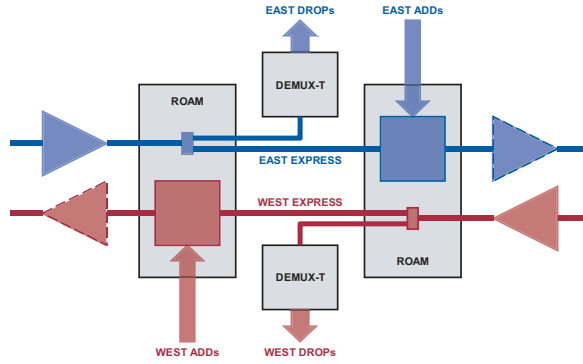 EAST DROPs
EAST ADDs
DEMUX-T
ROAM
EAST EXPRESS
WEST EXPRESS
DEMUX-T
ROAM
WEST ADDs
WEST DROPs